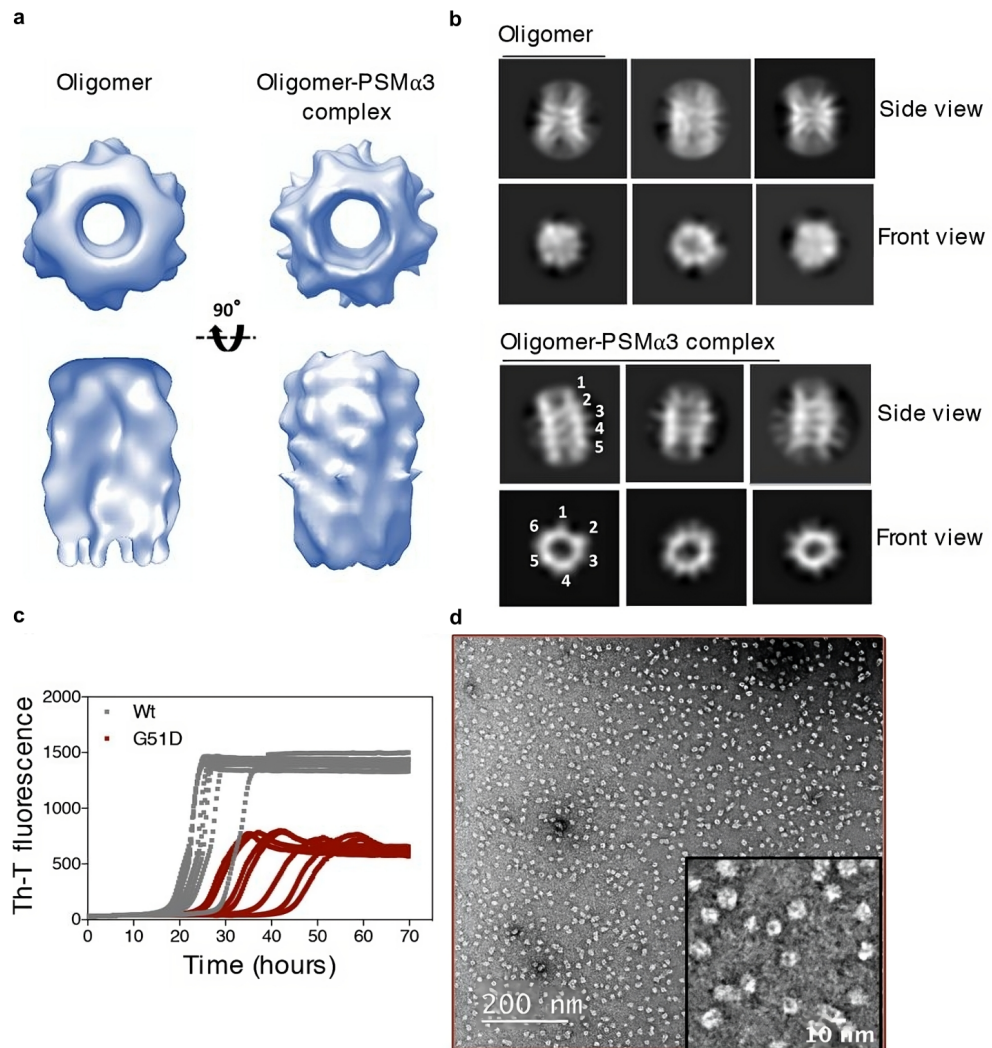 a
Oligomer
Oligomer-PSMα3
complex
90°
b
Oligomer
Side view
Front view
Oligomer-PSMα3 complex
1
2
3
4
5
Side view
1
6
2
5
3
4
Front view
c
2000
1500
1000
500
0
Th-T fluorescence
Wt
G51D
0 10 20 30 40 50 60 70
Time (hours)
d
200 nm
10 nm